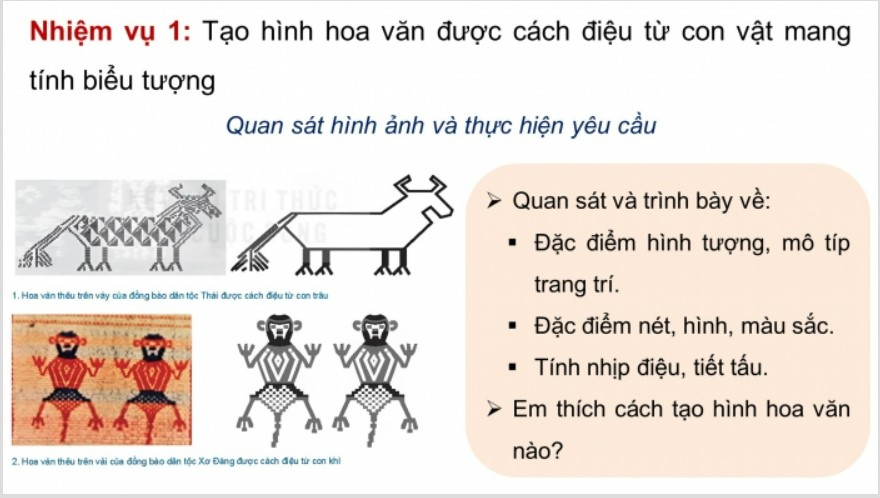 Nhiệm vụ 1: Tạo hình hoa văn được cách điệu từ con vật mang
tính biểu tượng
Quan sát hình ảnh và thực hiện yêu cầu
TRI THỨC
CUỘC SỐNG
1. Hoa văn thêu trên váy của đồng bào dân tộc Thái được cách điệu từ con trâu
2. Hoa văn thêu trên vải của đồng bào dân tộc Xơ Đăng được cách điệu từ con khỉ
➢ Quan sát và trình bày về:
▪ Đặc điểm hình tượng, mô típ
trang trí.
▪ Đặc điểm nét, hình, màu sắc.
▪ Tính nhịp điệu, tiết tấu.
➢ Em thích cách tạo hình hoa văn
nào?